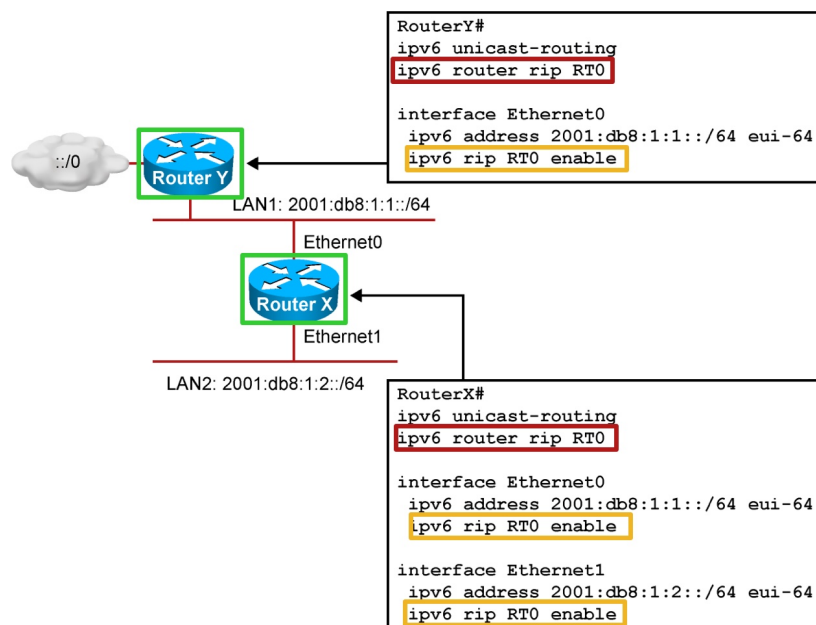 RouterY#
ipv6 unicast-routing
ipv6 router rip RT0
interface Ethernet0
ipv6 address 2001:db8:1:1::/64 eui-64
ipv6 rip RT0 enable
::/0
Router Y
LAN1: 2001:db8:1:1::/64
Ethernet0
Router X
Ethernet1
LAN2: 2001:db8:1:2::/64
RouterX#
ipv6 unicast-routing
ipv6 router rip RT0
interface Ethernet0
ipv6 address 2001:db8:1:1::/64 eui-64
ipv6 rip RT0 enable
interface Ethernet1
ipv6 address 2001:db8:1:2::/64 eui-64
ipv6 rip RT0 enable